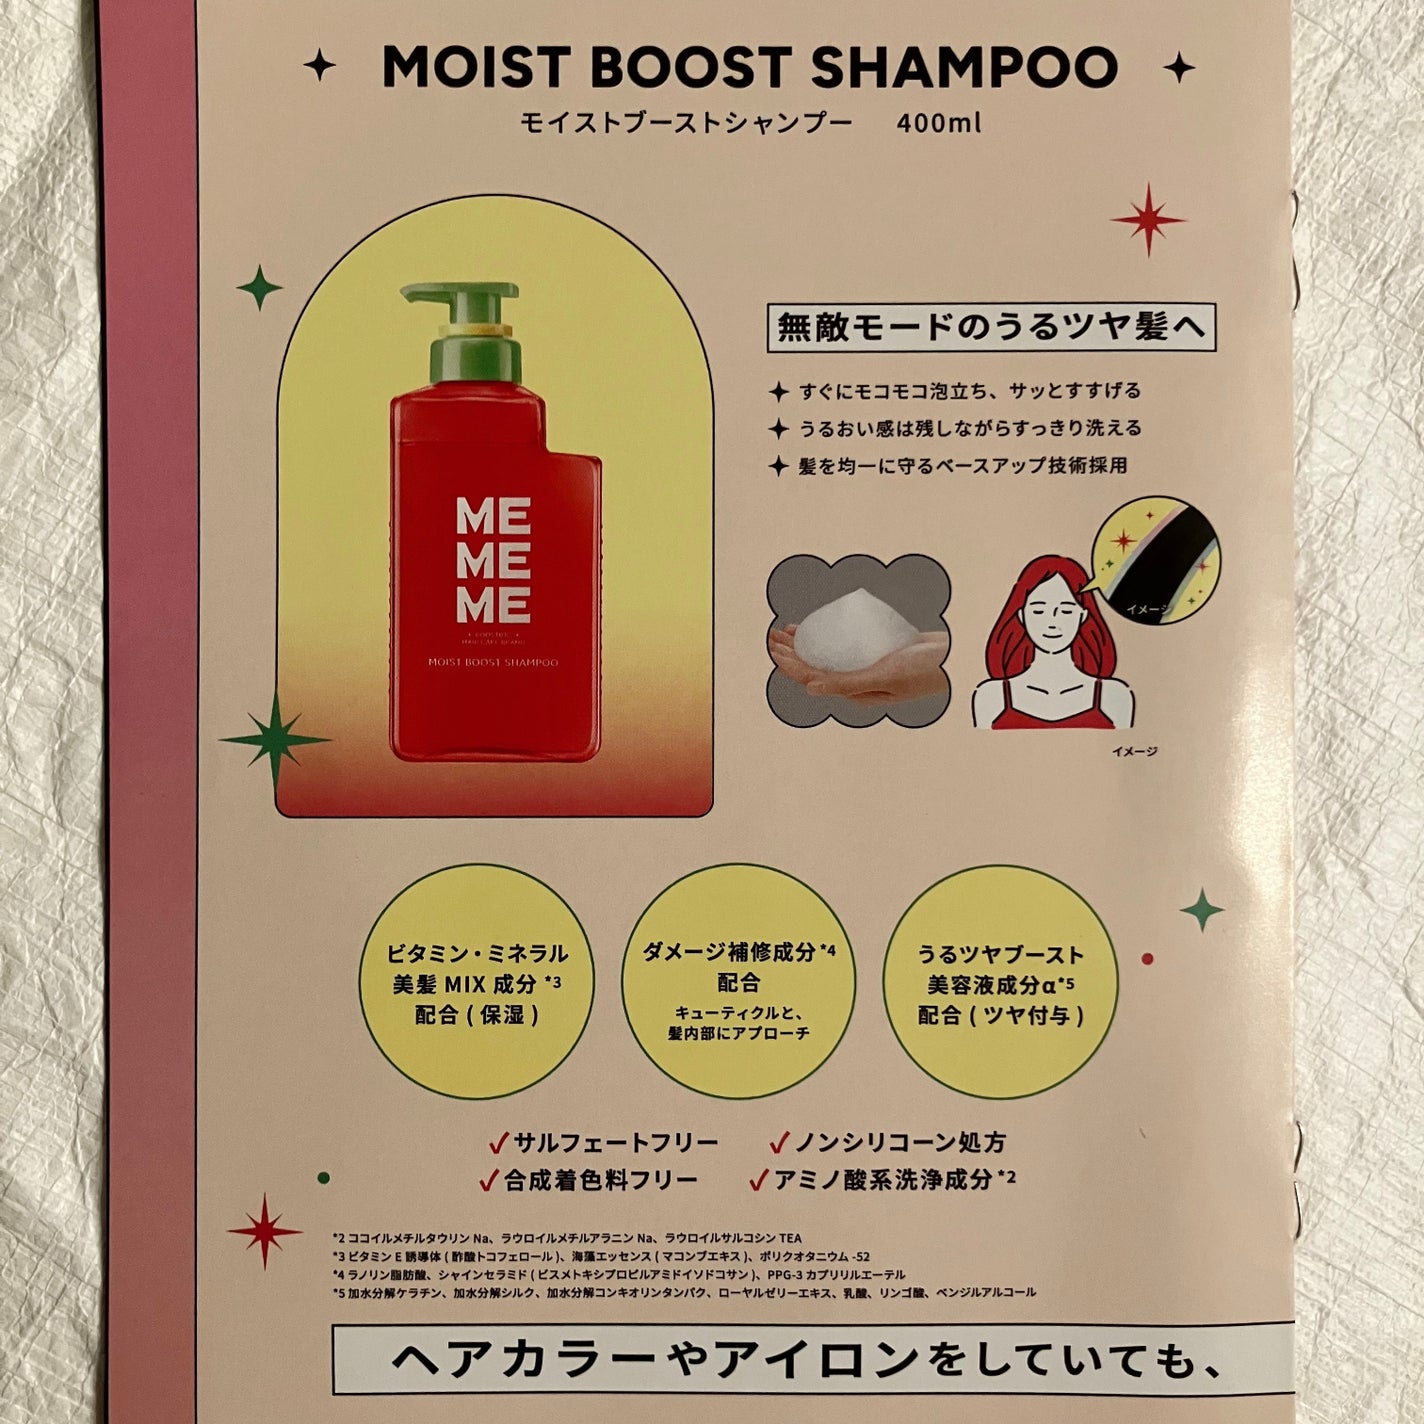 MOIST BOOST SHAMPOO
モイストブーストシャンプー 400ml
無敵モードのうるツヤ髪へ
すぐにモコモコ泡立ち、サッとすすげる
うるおい感は残しながらすっきり洗える
髪を均一に守るベースアップ技術採用
ME
ME
ME
MOIST BOOST SHAMPOO
イメージ
イメージ
ビタミン・ミネラル
美髪 MIX 成分 *3
配合 ( 保湿 )
ダメージ補修成分*4
配合
キューティクルと、
髪内部にアプローチ
うるツヤブースト
美容液成分α*5
配合 ( ツヤ付与 )
✓サルフェートフリー ✓ノンシリコーン処方
✓合成着色料フリー ✓アミノ酸系洗浄成分*2
*2 ココイルメチルタウリン Na、ラウロイルメチルアラニン Na、ラウロイルサルコシン TEA
*3 ビタミン E 誘導体 ( 酢酸トコフェロール )、海藻エッセンス ( マコンブエキス )、ポリクオタニウム -52
*4 ラノリン脂肪酸、シャインセラミド ( ビスメトキシプロピルアミドイソドコサン )、PPG-3 カプリリルエーテル
*5 加水分解ケラチン、加水分解シルク、加水分解コンキオリンタンパク、ローヤルゼリーエキス、乳酸、リンゴ酸、ベンジルアルコール
ヘアカラーやアイロンをしていても、